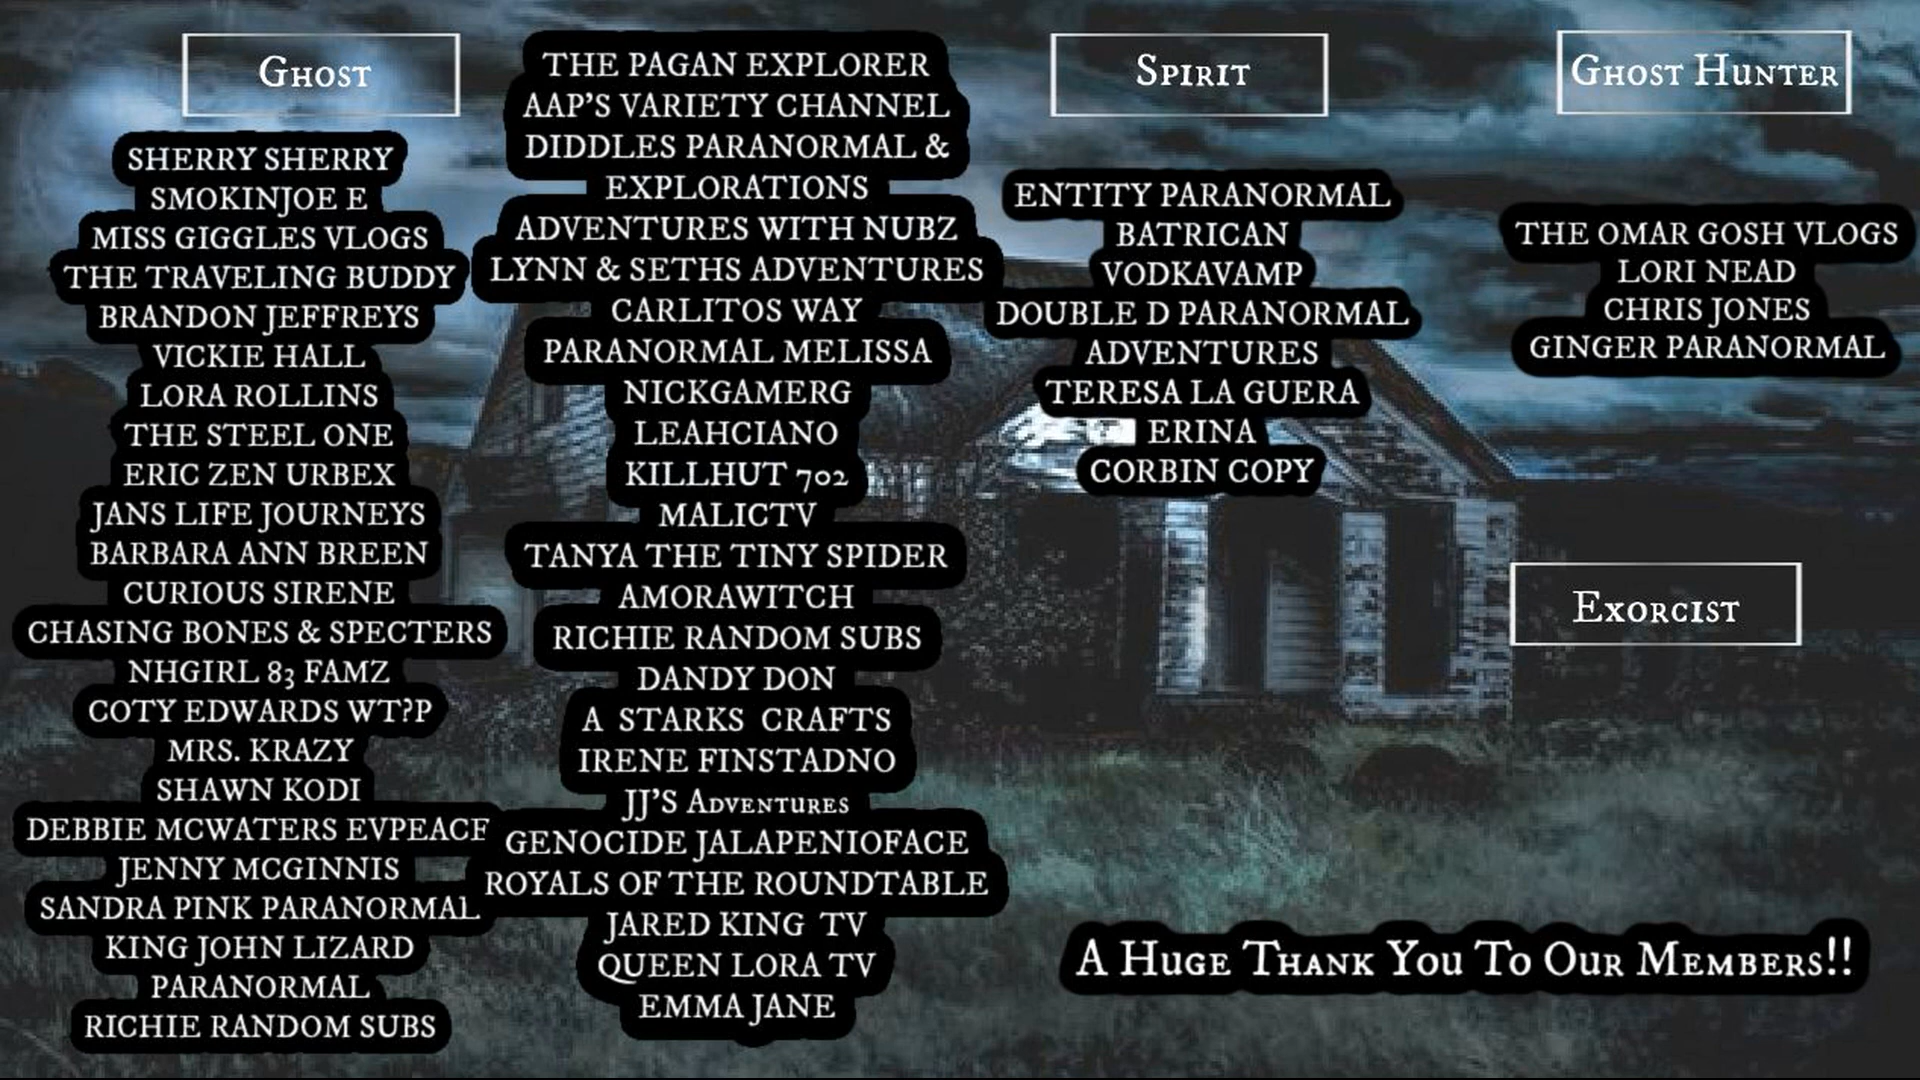 Ghost
SHERRY SHERRY
SMOKINJOE E
MISS GIGGLES VLOGS
THE TRAVELING BUDDY
BRANDON JEFFREYS
VICKIE HALL
LORA ROLLINS
THE STEEL ONE
ERIC ZEN URBEX
JANS LIFE JOURNEYS
BARBARA ANN BREEN
CURIOUS SIRENE
CHASING BONES & SPECTERS
NHGIRL 83 FAMZ
COTY EDWARDS WT?P
MRS. KRAZY
SHAWN KODI
DEBBIE MCWATERS EVPEACE
JENNY MCGINNIS
SANDRA PINK PARANORMAL
KING JOHN LIZARD
PARANORMAL
RICHIE RANDOM SUBS
THE PAGAN EXPLORER
AAP'S VARIETY CHANNEL
DIDDLES PARANORMAL &
EXPLORATIONS
ADVENTURES WITH NUBZ
LYNN & SETHS ADVENTURES
CARLITOS WAY
PARANORMAL MELISSA
NICKGAMERG
LEAHCIANO
KILLHUT 702
MALICTV
TANYA THE TINY SPIDER
AMORAWITCH
RICHIE RANDOM SUBS
DANDY DON
A STARKS CRAFTS
IRENE FINSTADNO
JJ'S Adventures
GENOCIDE JALAPENIOFACE
ROYALS OF THE ROUNDTABLE
JARED KING TV
QUEEN LORA TV
EMMA JANE
Spirit
ENTITY PARANORMAL
BATRICAN
VODKAVAMP
DOUBLE D PARANORMAL
ADVENTURES
TERESA LA GUERA
ERINA
CORBIN COPY
Ghost Hunter
THE OMAR GOSH VLOGS
LORI NEAD
CHRIS JONES
GINGER PARANORMAL
Exorcist
A Huge Thank You To Our Members!!